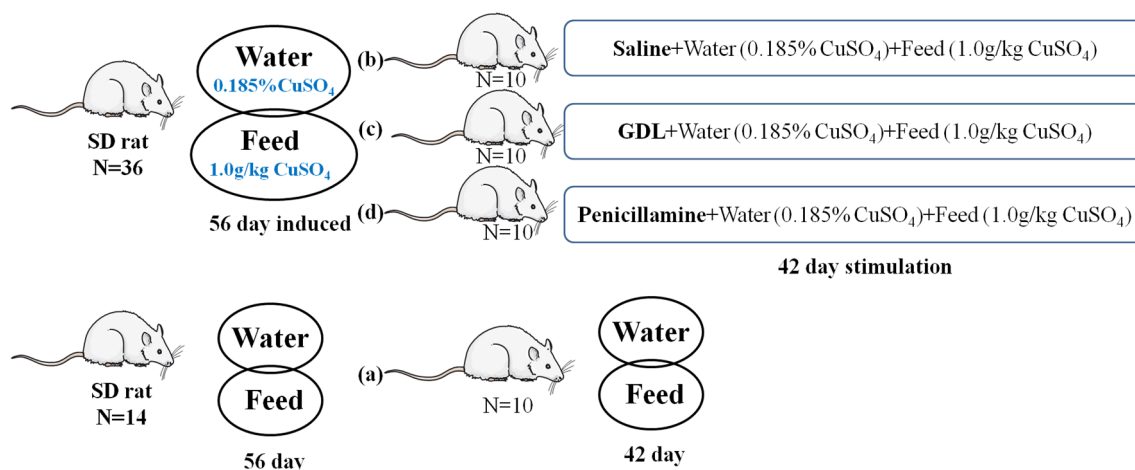 Water
0.185%CuSO₄
Feed
1.0g/kg CuSO₄
SD rat
N=36
56 day induced
(b)
N=10
Saline+Water (0.185% CuSO₄)+Feed (1.0g/kg CuSO₄)
(c)
N=10
GDL+Water (0.185% CuSO₄)+Feed (1.0g/kg CuSO₄)
(d)
N=10
Penicillamine+Water (0.185% CuSO₄)+Feed (1.0g/kg CuSO₄)
42 day stimulation
SD rat
N=14
Water
Feed
56 day
(a)
N=10
Water
Feed
42 day